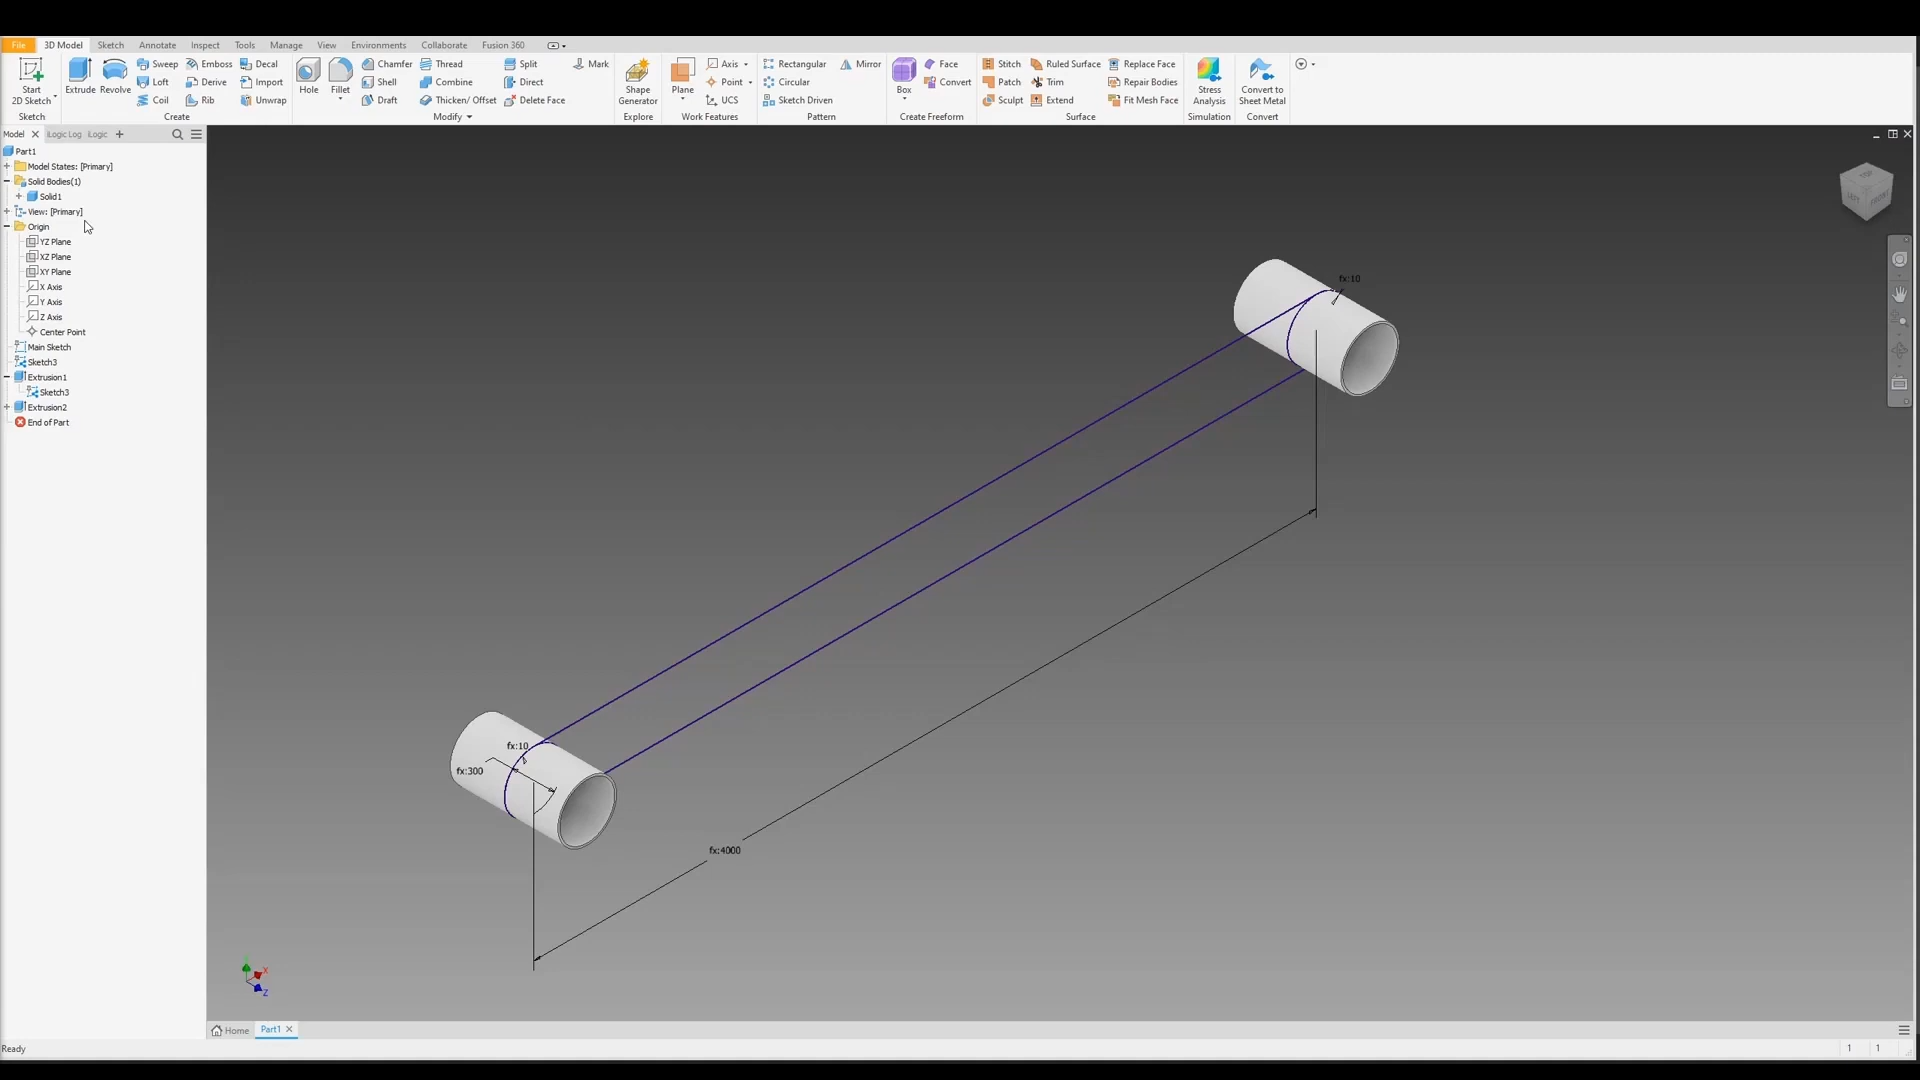 File 3D Model Sketch Annotate Inspect Tools Manage View Environments Collaborate Fusion 360
Start
2D Sketch
Extrude
Revolve
Sweep
Loft
Coil
Emboss
Derive
Rib
Decal
Import
Unwrap
Hole
Fillet
Chamfer
Shell
Draft
Thread
Combine
Thicken/ Offset
Split
Direct
Delete Face
Mark
Shape
Generator
Plane
Axis
Point
UCS
Rectangular
Circular
Sketch Driven
Mirror
Box
Face
Convert
Stitch
Patch
Sculpt
Ruled Surface
Trim
Extend
Replace Face
Repair Bodies
Fit Mesh Face
Stress
Analysis
Convert to
Sheet Metal
Sketch Create Modify Explore Work Features Pattern Create Freeform Surface Simulation Convert
Model iLogic Log iLogic
Part1
Model States: [Primary]
Solid Bodies(1)
Solid1
View: [Primary]
Origin
YZ Plane
XZ Plane
XY Plane
X Axis
Y Axis
Z Axis
Center Point
Main Sketch
Sketch3
Extrusion1
Sketch3
Extrusion2
End of Part
TOP
LEFT FRONT
fx:10
fx:10
fx:300
fx:4000
X
Z
Home Part1
Ready 1 1